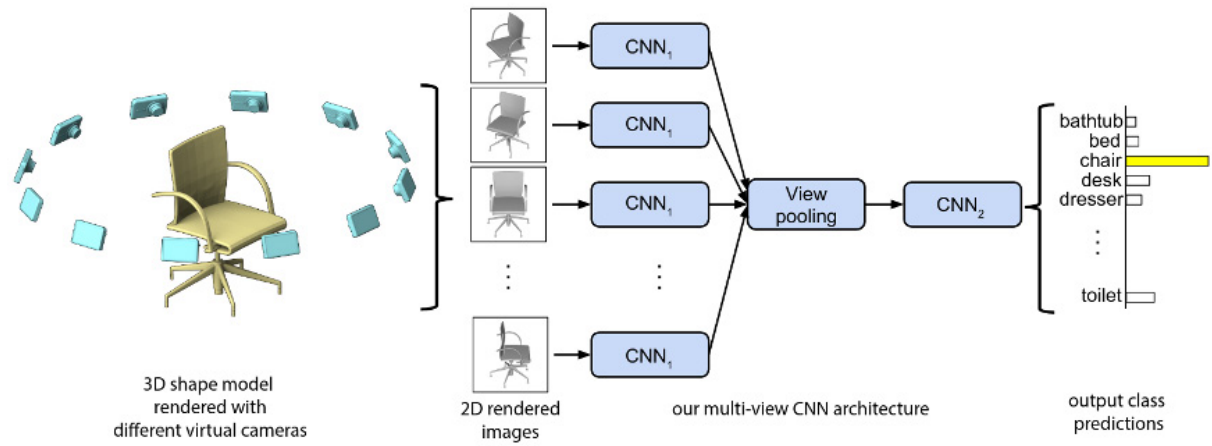 CNN₁
CNN₁
CNN₁
CNN₁
View
pooling
CNN₂
bathtub
bed
chair
desk
dresser
toilet
3D shape model
rendered with
different virtual cameras
2D rendered
images
our multi-view CNN architecture
output class
predictions